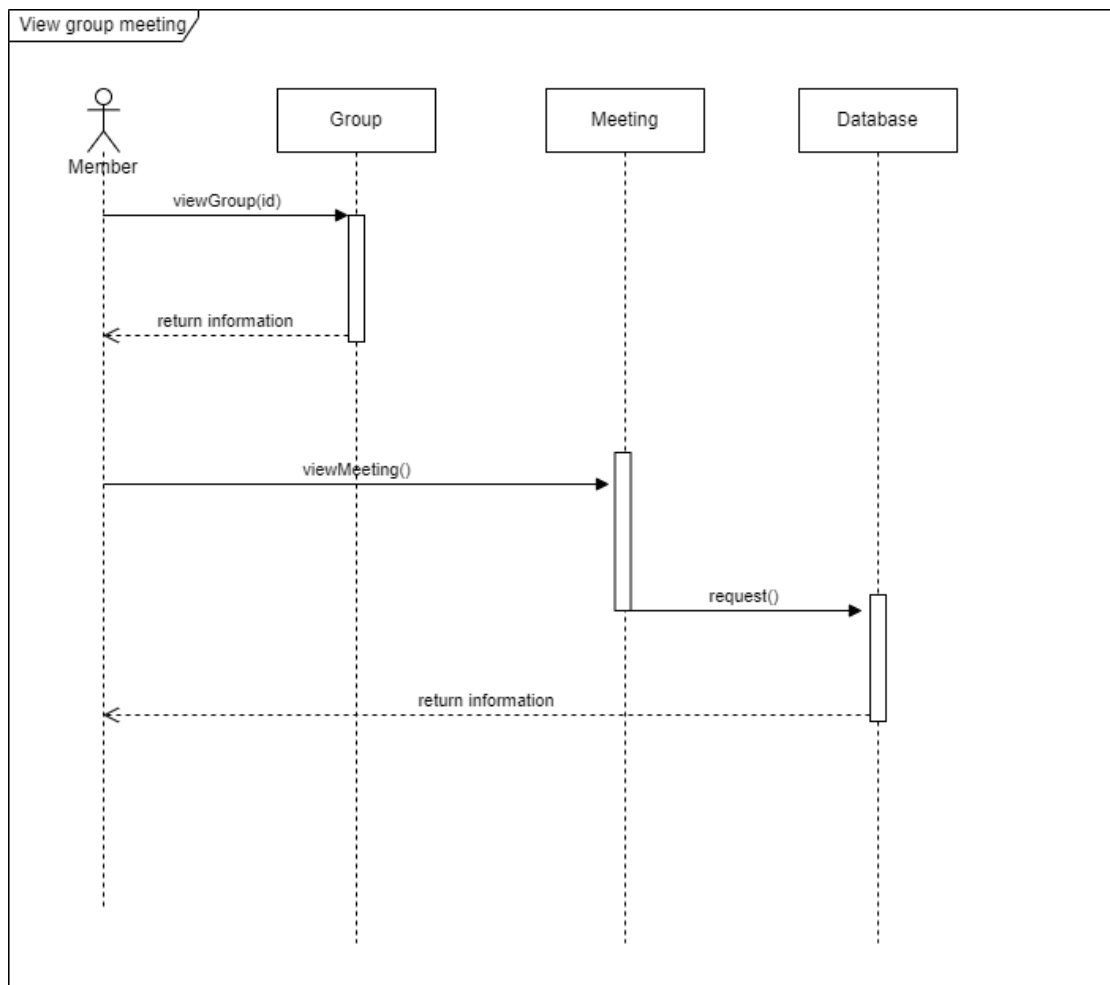 View group meeting
Group
Meeting
Database
Member
viewGroup(id)
return information
viewMeeting()
request()
return information